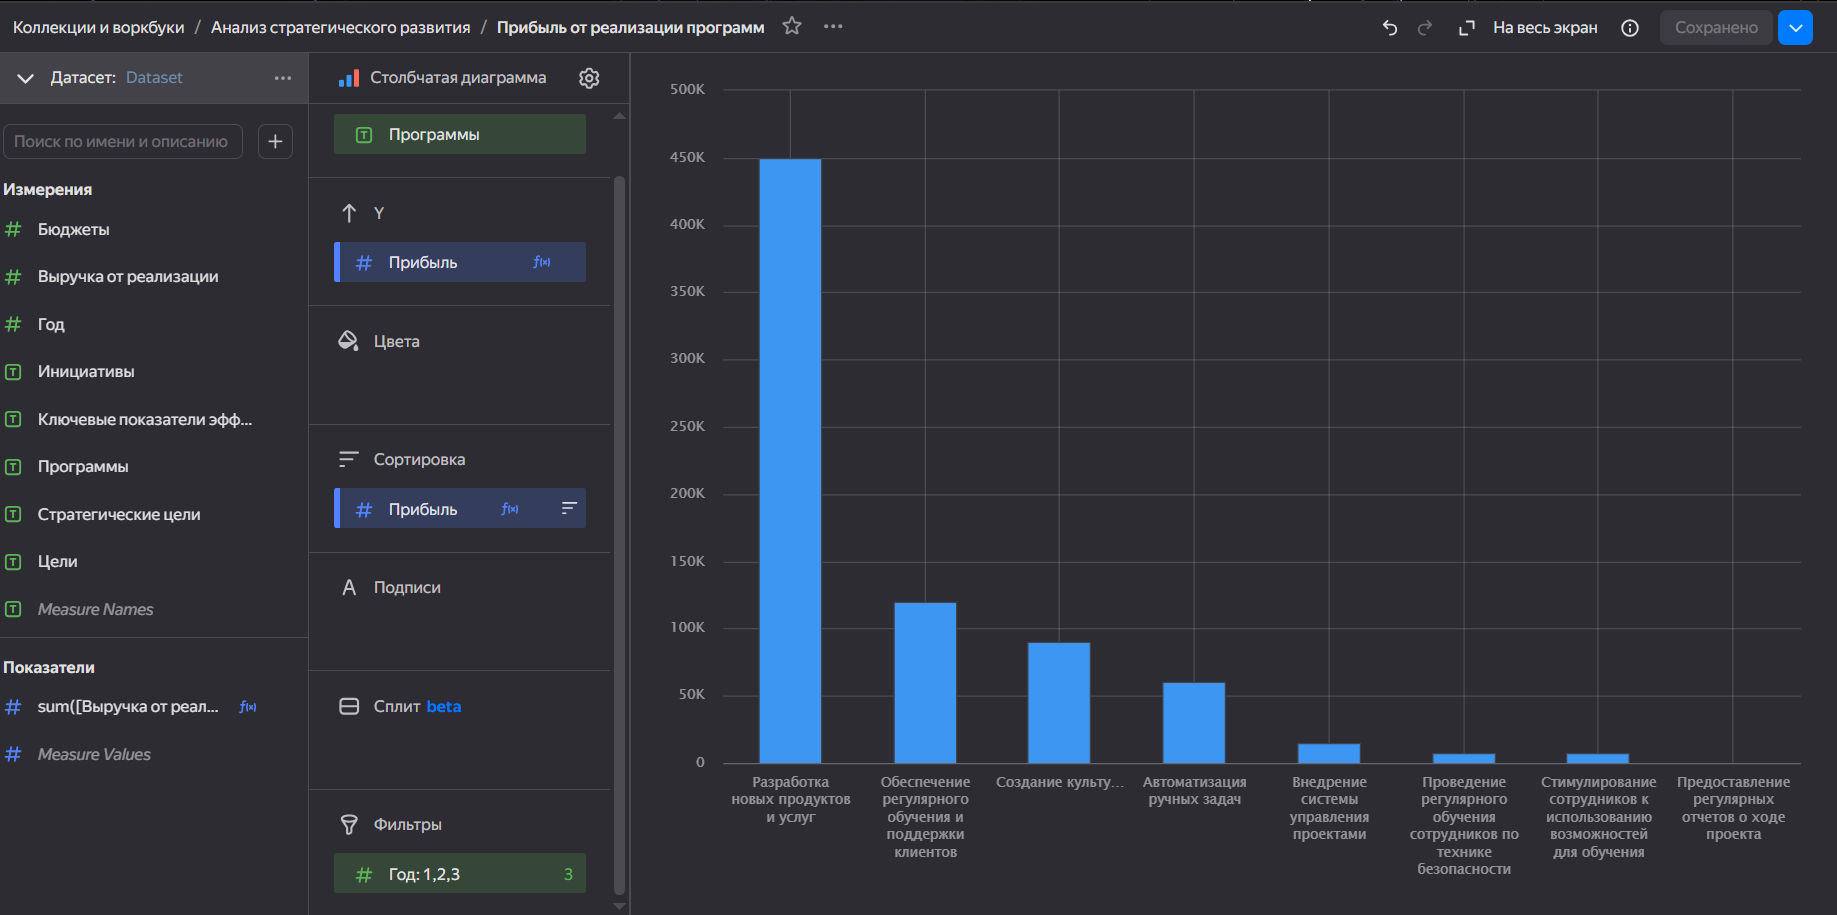 Коллекции и воркбуки / Анализ стратегического развития / Прибыль от реализации программ
На весь экран
Сохранено
Датасет: Dataset
Поиск по имени и описанию
Измерения
Бюджеты
Выручка от реализации
Год
Инициативы
Ключевые показатели эфф...
Программы
Стратегические цели
Цели
Measure Names
Показатели
sum([Выручка от реал... f(x)
Measure Values
Столбчатая диаграмма
Программы
Y
Прибыль f(x)
Цвета
Сортировка
Прибыль f(x)
Подписи
Сплит beta
Фильтры
Год: 1,2,3 3
500K
450K
400K
350K
300K
250K
200K
150K
100K
50K
0
Разработка
новых продуктов
и услуг
Обеспечение
регулярного
обучения и
поддержки
клиентов
Создание культу...
Автоматизация
ручных задач
Внедрение
системы
управления
проектами
Проведение
регулярного
обучения
сотрудников по
технике
безопасности
Стимулирование
сотрудников к
использованию
возможностей
для обучения
Предоставление
регулярных
отчетов о ходе
проекта